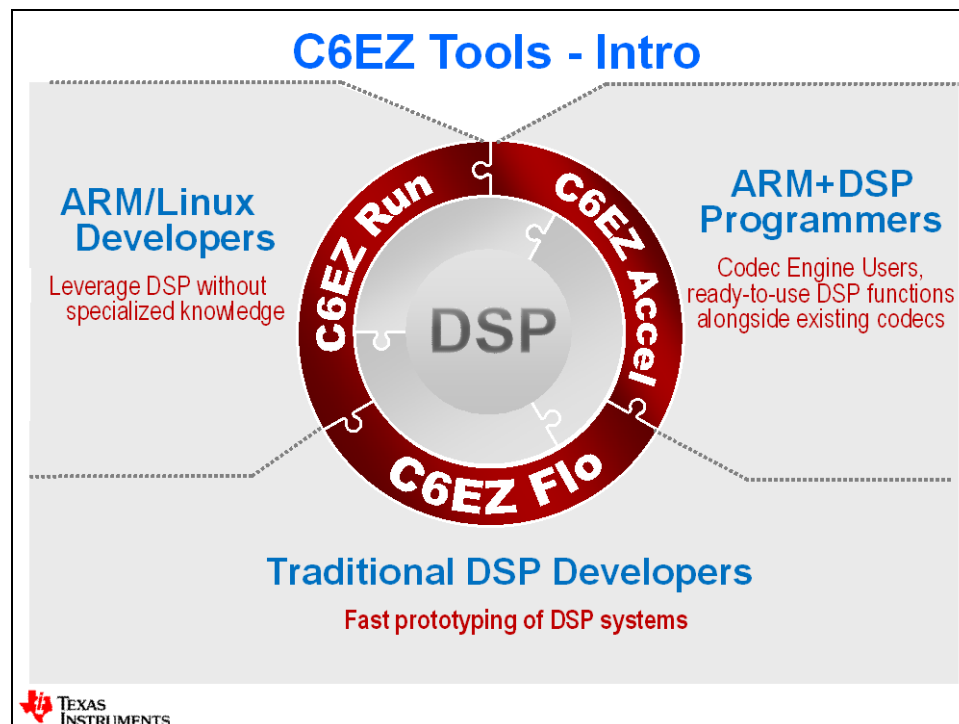 C6EZ Tools - Intro
ARM/Linux
Developers
Leverage DSP without
specialized knowledge
C6EZ Run
C6EZ Accel
ARM+DSP
Programmers
Codec Engine Users,
ready-to-use DSP functions
alongside existing codecs
DSP
C6EZ Flo
Traditional DSP Developers
Fast prototyping of DSP systems
TEXAS
INSTRUMENTS